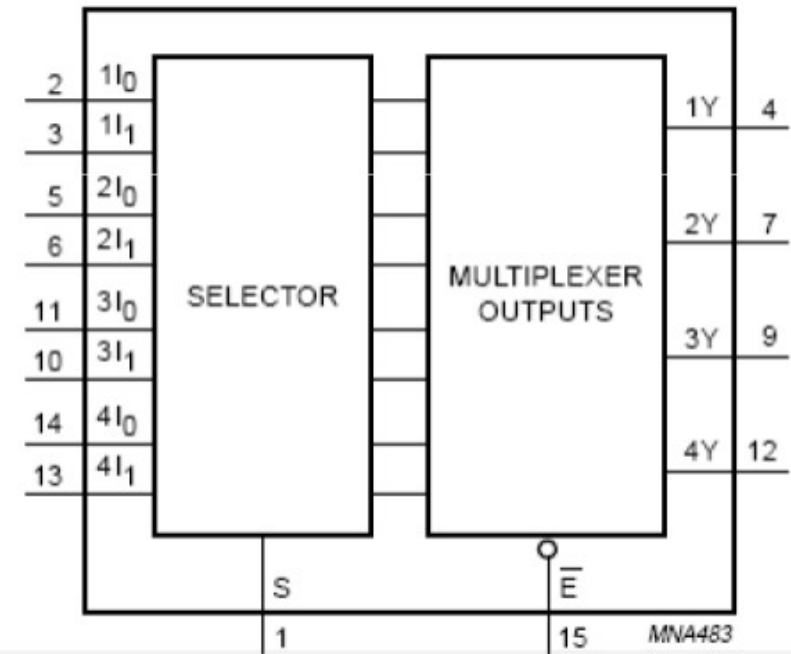 2 1I0
3 1I1
5 2I0
6 2I1
11 3I0
10 3I1
14 4I0
13 4I1
SELECTOR
MULTIPLEXER
OUTPUTS
1Y 4
2Y 7
3Y 9
4Y 12
S
E̅
1
15
MNA483